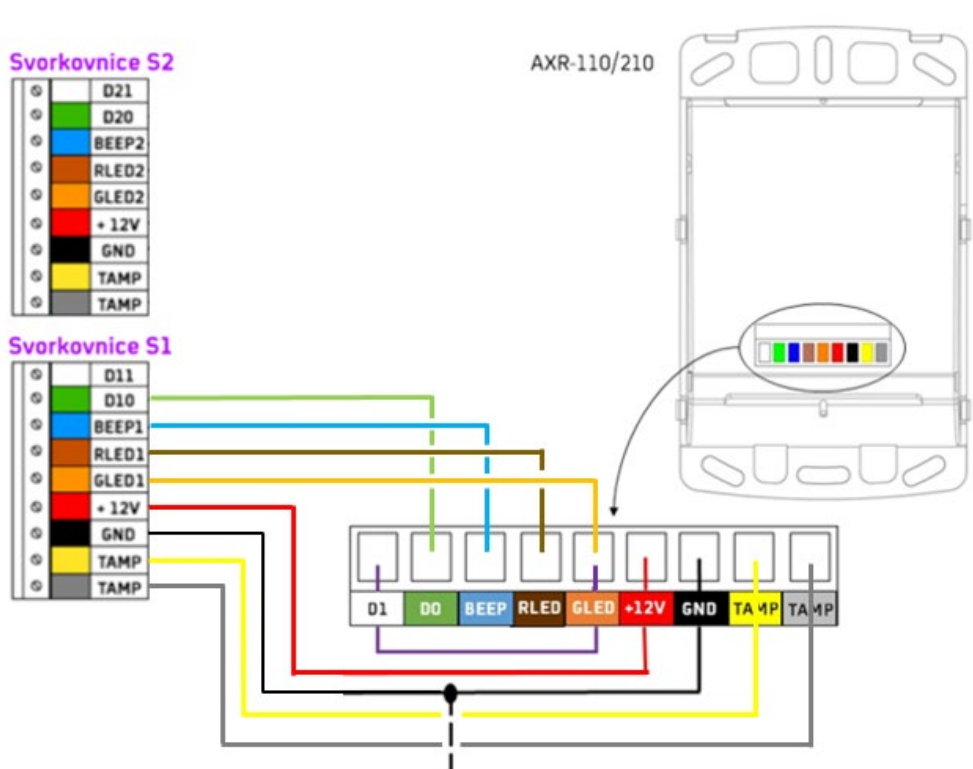 Svorkovnice S2
D21
D20
BEEP2
RLED2
GLED2
+ 12V
GND
TAMP
TAMP
AXR-110/210
Svorkovnice S1
D11
D10
BEEP1
RLED1
GLED1
+ 12V
GND
TAMP
TAMP
D1 D0 BEEP RLED GLED +12V GND TAMP TAMP